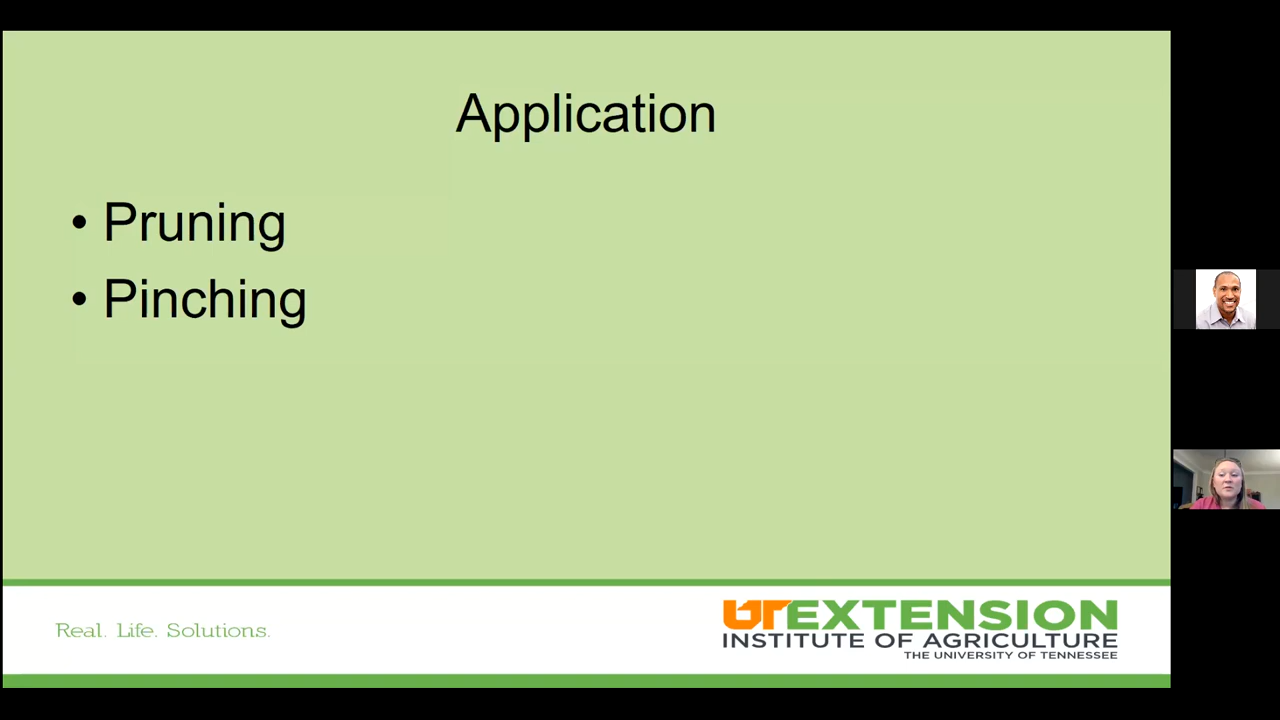 Application
• Pruning
• Pinching
Real. Life. Solutions.
UTEXTENSION
INSTITUTE OF AGRICULTURE
THE UNIVERSITY OF TENNESSEE